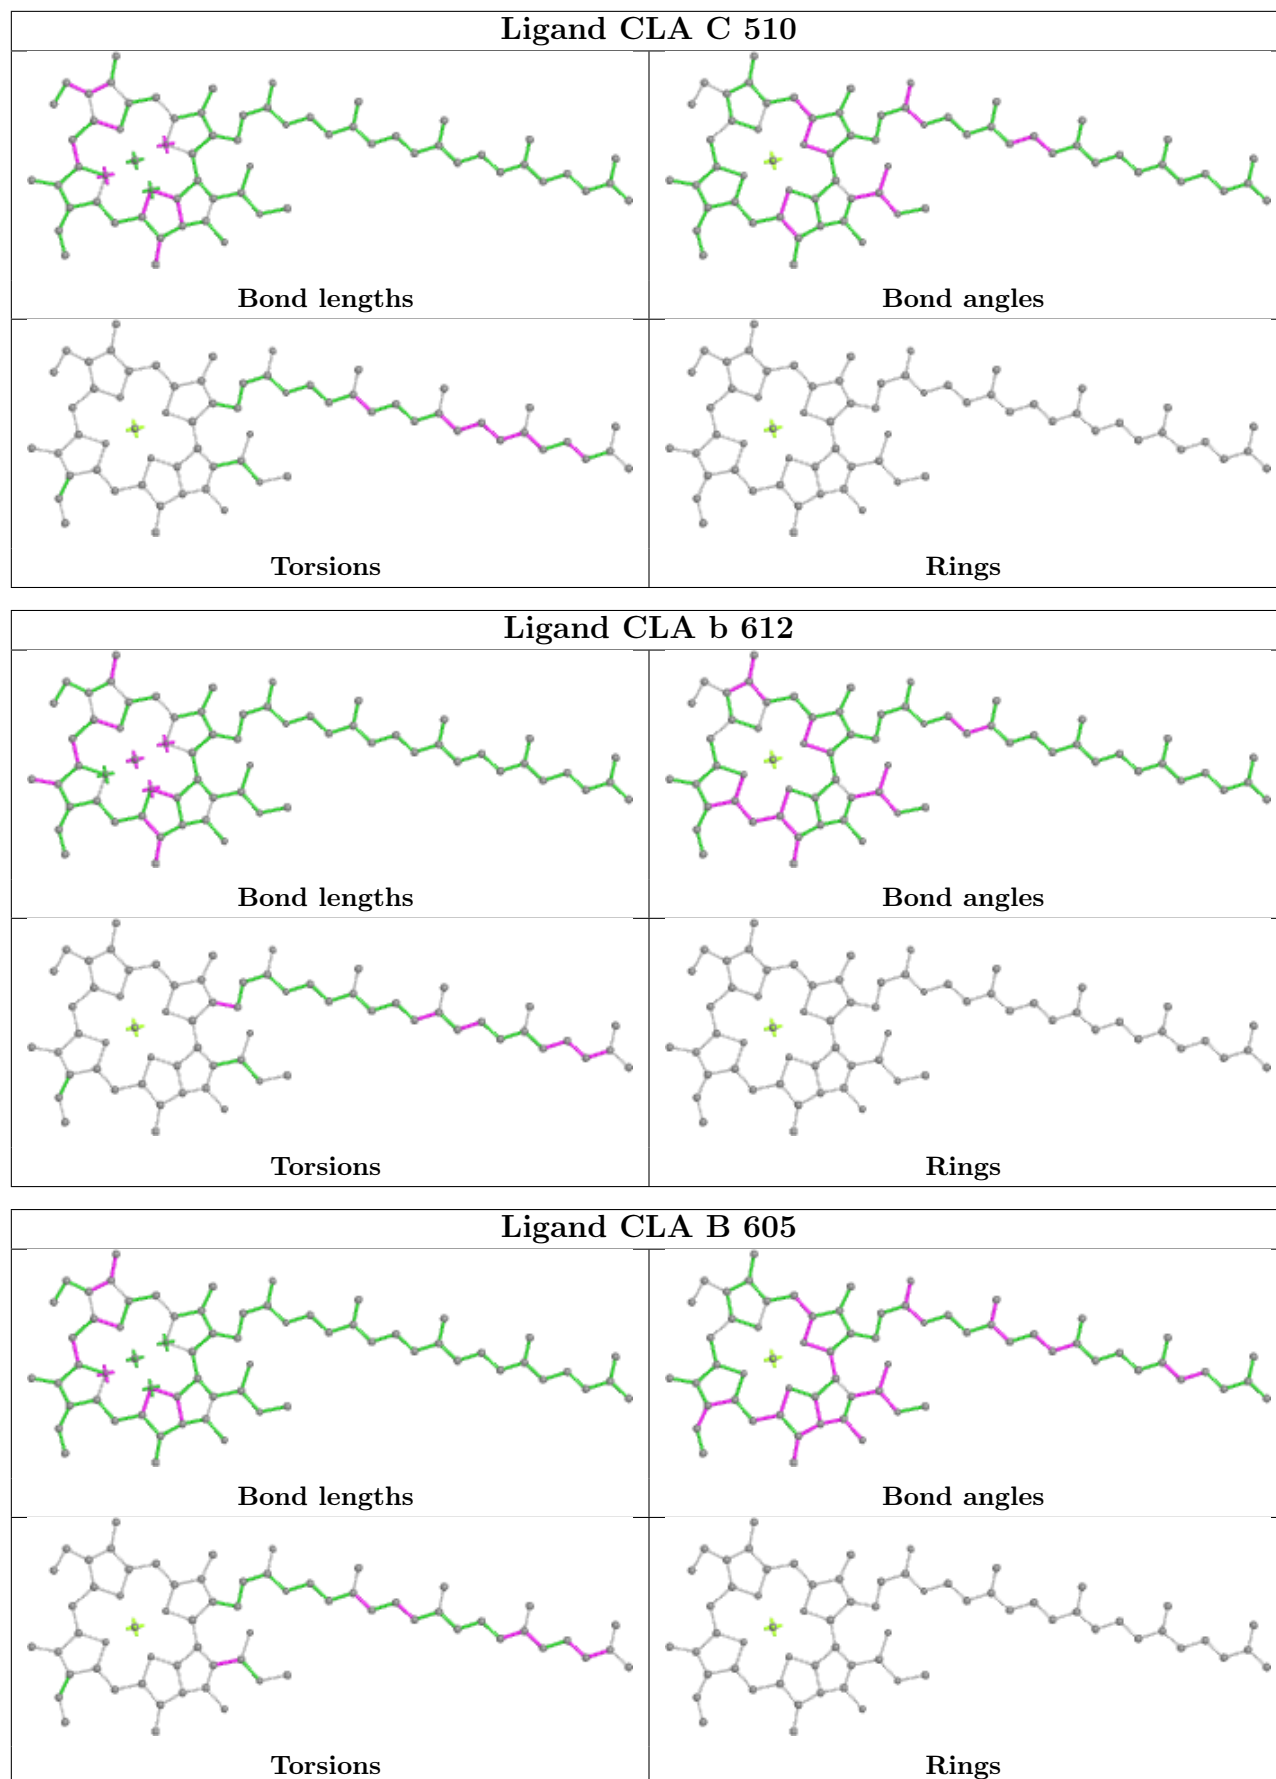 Ligand CLA C 510
Bond lengths
Bond angles
Torsions
Rings
Ligand CLA b 612
Bond lengths
Bond angles
Torsions
Rings
Ligand CLA B 605
Bond lengths
Bond angles
Torsions
Rings